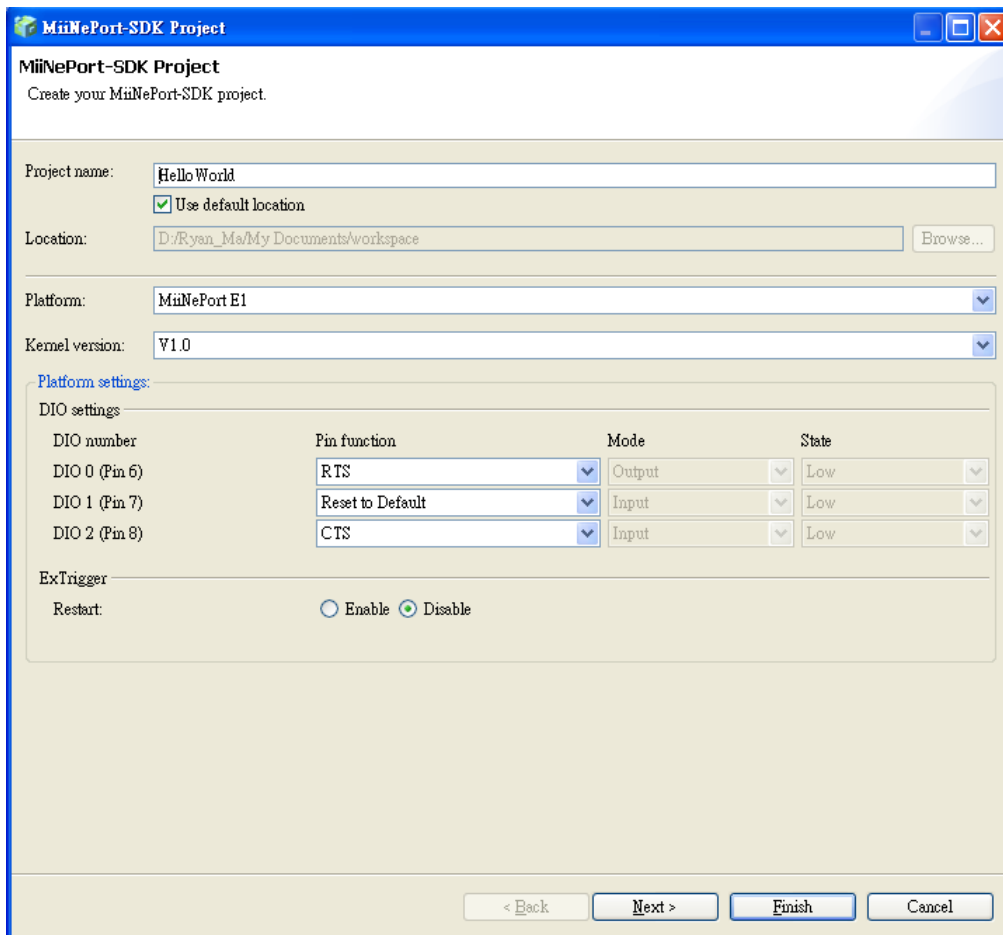 MiiNePort-SDK Project
MiiNePort-SDK Project
Create your MiiNePort-SDK project.
Project name: HelloWorld
Use default location
Location: D:/Ryan_Ma/My Documents/workspace Browse...
Platform: MiiNePort E1
Kernel version: V1.0
Platform settings:
DIO settings
DIO number Pin function Mode State
DIO 0 (Pin 6) RTS Output Low
DIO 1 (Pin 7) Reset to Default Input Low
DIO 2 (Pin 8) CTS Input Low
ExTrigger
Restart: Enable Disable
< Back Next > Finish Cancel